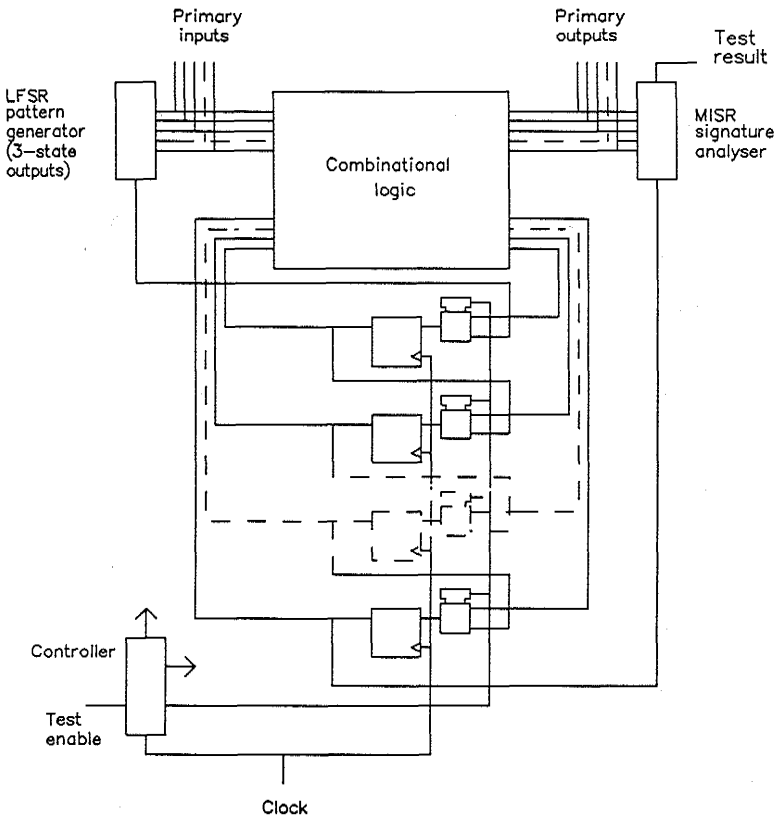 Primary
inputs
Primary
outputs
Test
result
LFSR
pattern
generator
(3-state
outputs)
MISR
signature
analyser
Combinational
logic
Controller
Test
enable
Clock